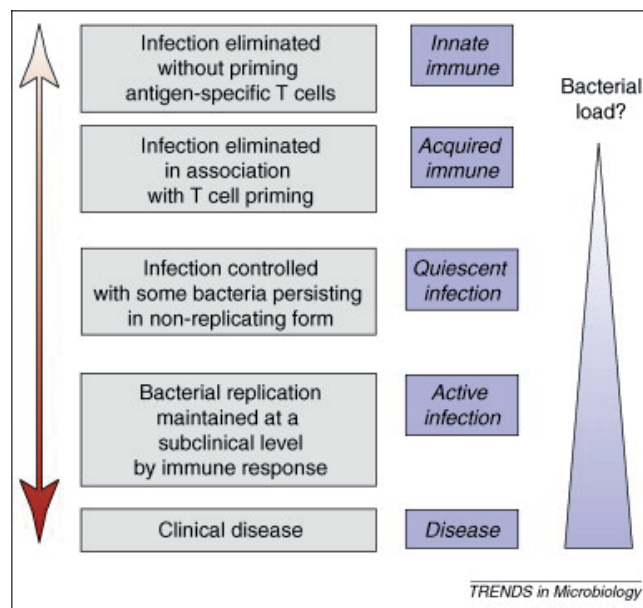 Infection eliminated
without priming
antigen-specific T cells
Innate
immune
Bacterial
load?
Infection eliminated
in association
with T cell priming
Acquired
immune
Infection controlled
with some bacteria persisting
in non-replicating form
Quiescent
infection
Bacterial replication
maintained at a
subclinical level
by immune response
Active
infection
Clinical disease
Disease
TRENDS in Microbiology